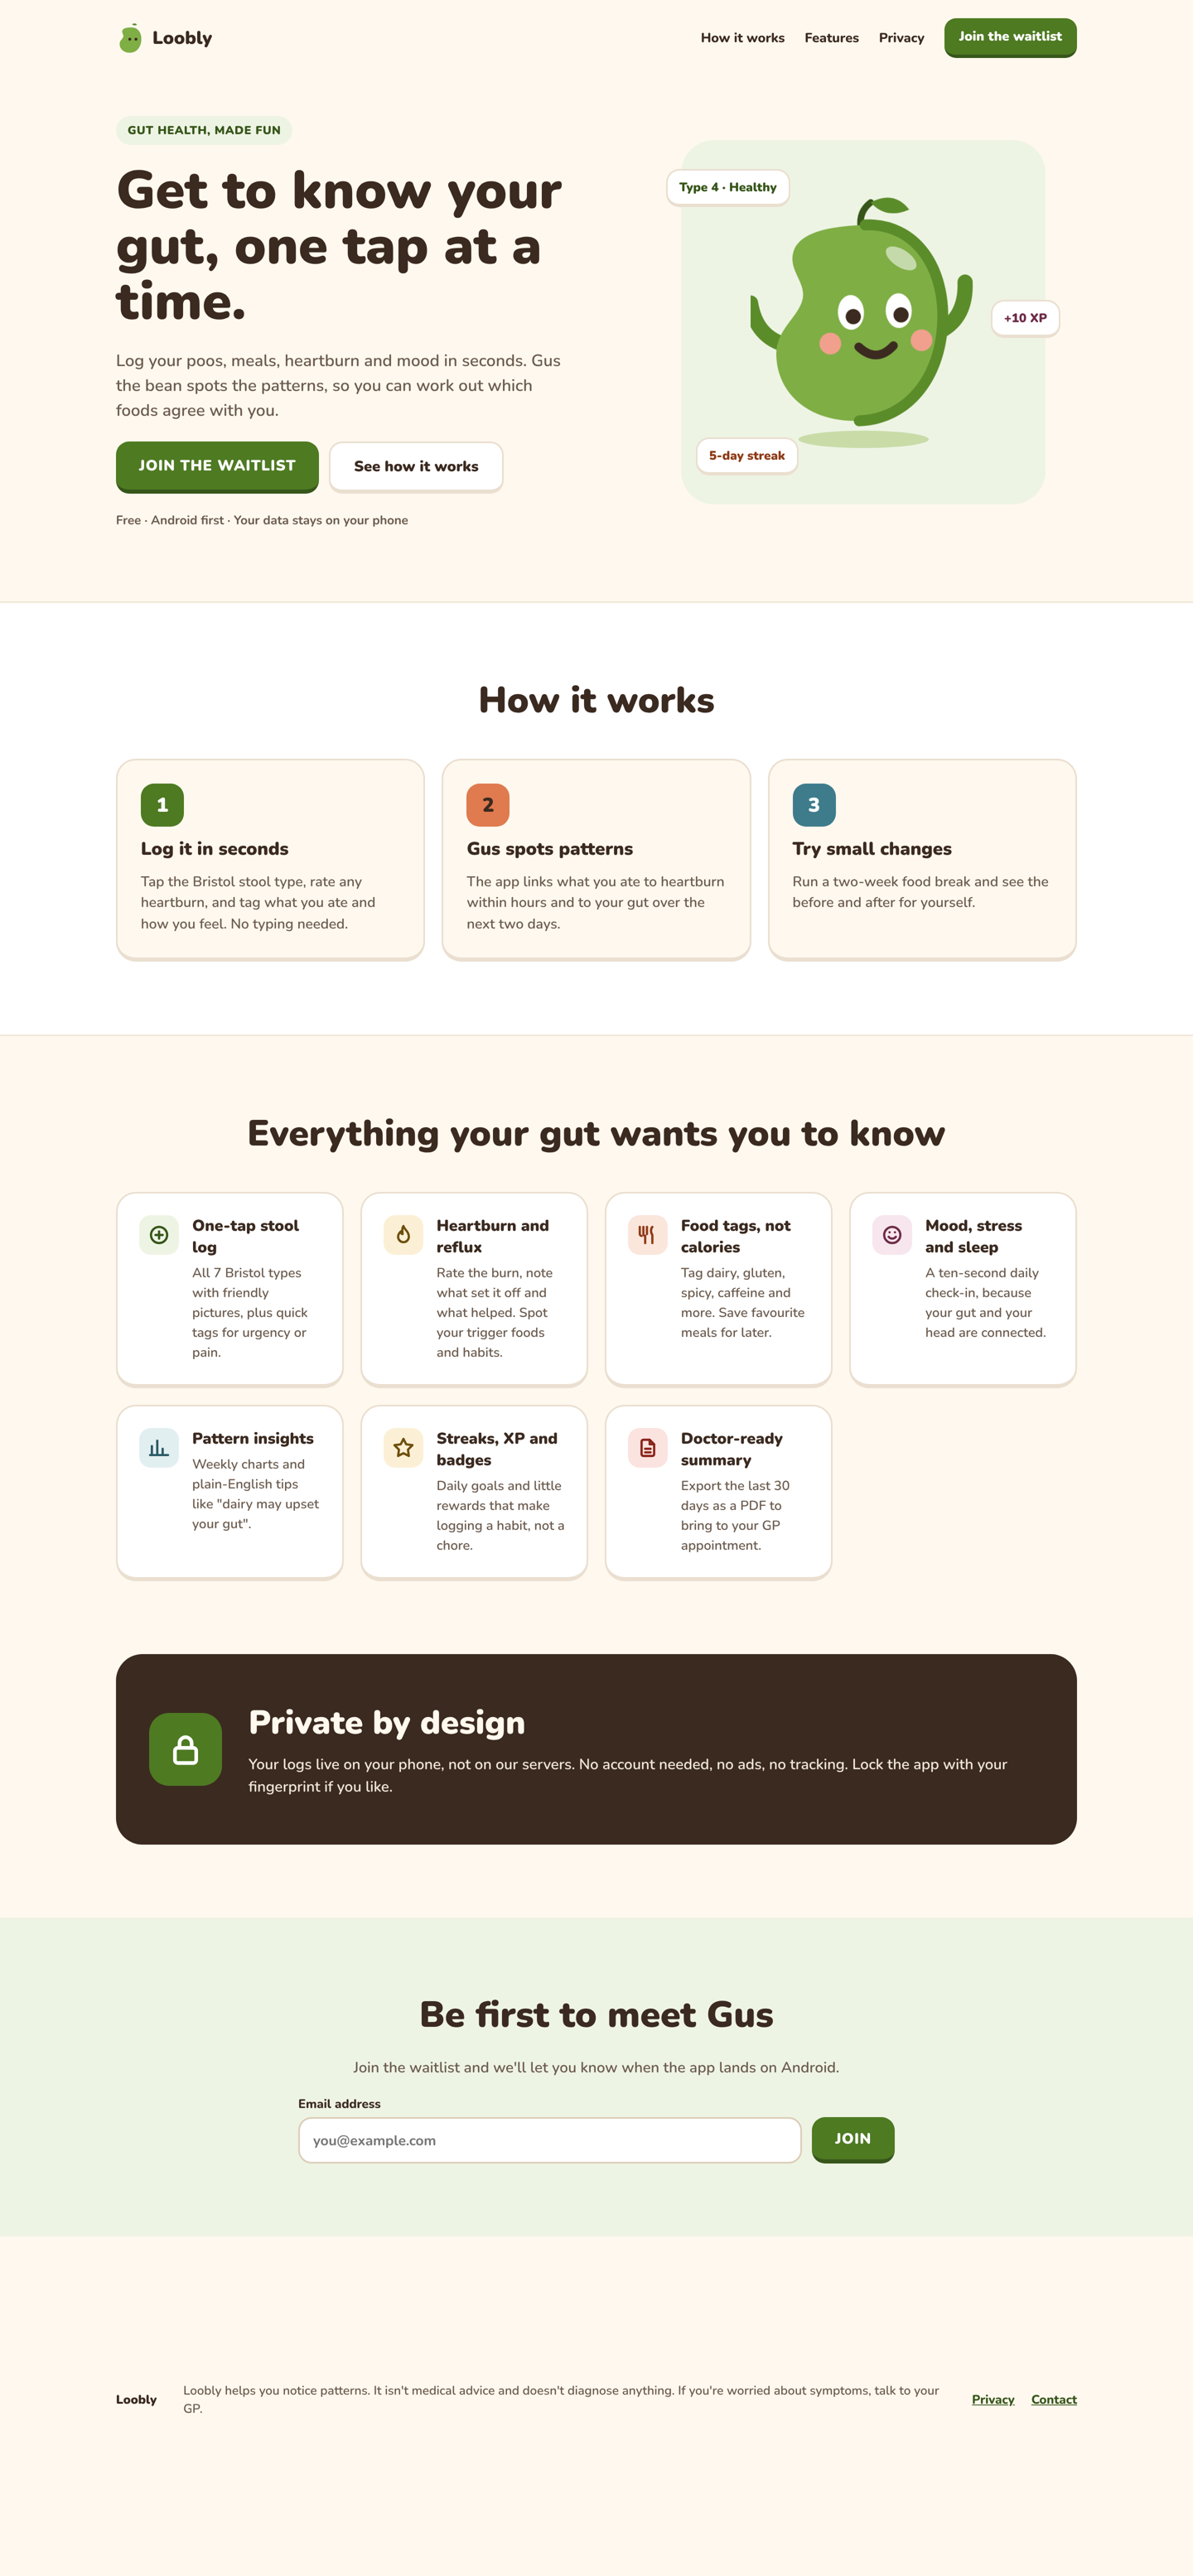 Loobly
How it works
Features
Privacy
Join the waitlist
GUT HEALTH, MADE FUN
Get to know your
gut, one tap at a
time.
Log your poos, meals, heartburn and mood in seconds. Gus
the bean spots the patterns, so you can work out which
foods agree with you.
JOIN THE WAITLIST
See how it works
Free · Android first · Your data stays on your phone
Type 4 · Healthy
+10 XP
5-day streak
How it works
1
Log it in seconds
Tap the Bristol stool type, rate any
heartburn, and tag what you ate and
how you feel. No typing needed.
2
Gus spots patterns
The app links what you ate to heartburn
within hours and to your gut over the
next two days.
3
Try small changes
Run a two-week food break and see the
before and after for yourself.
Everything your gut wants you to know
One-tap stool
log
All 7 Bristol types
with friendly
pictures, plus quick
tags for urgency or
pain.
Heartburn and
reflux
Rate the burn, note
what set it off and
what helped. Spot
your trigger foods
and habits.
Food tags, not
calories
Tag dairy, gluten,
spicy, caffeine and
more. Save favourite
meals for later.
Mood, stress
and sleep
A ten-second daily
check-in, because
your gut and your
head are connected.
Pattern insights
Weekly charts and
plain-English tips
like "dairy may upset
your gut".
Streaks, XP and
badges
Daily goals and little
rewards that make
logging a habit, not a
chore.
Doctor-ready
summary
Export the last 30
days as a PDF to
bring to your GP
appointment.
Private by design
Your logs live on your phone, not on our servers. No account needed, no ads, no tracking. Lock the app with your
fingerprint if you like.
Be first to meet Gus
Join the waitlist and we'll let you know when the app lands on Android.
Email address
you@example.com
JOIN
Loobly
Loobly helps you notice patterns. It isn't medical advice and doesn't diagnose anything. If you're worried about symptoms, talk to your
GP.
Privacy
Contact